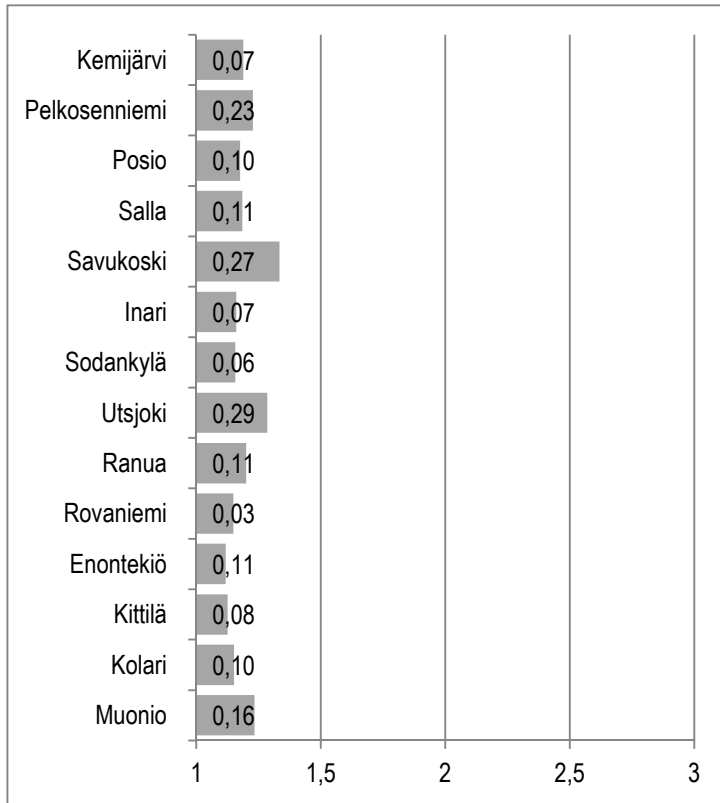 Kemijärvi 0,07
Pelkosenniemi 0,23
Posio 0,10
Salla 0,11
Savukoski 0,27
Inari 0,07
Sodankylä 0,06
Utsjoki 0,29
Ranua 0,11
Rovaniemi 0,03
Enontekiö 0,11
Kittilä 0,08
Kolari 0,10
Muonio 0,16
1 1,5 2 2,5 3